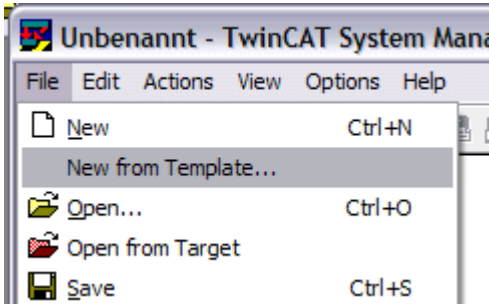 Unbenannt - TwinCAT System Mana
File Edit Actions View Options Help
New Ctrl+N
New from Template...
Open... Ctrl+O
Open from Target
Save Ctrl+S